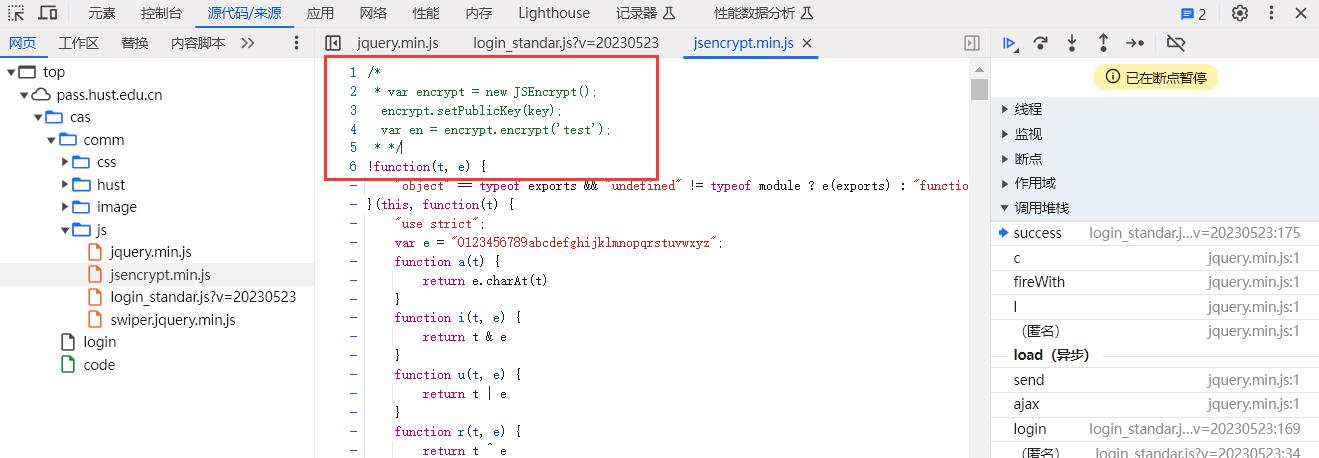 元素 控制台 源代码/来源 应用 网络 性能 内存 Lighthouse 记录器 性能数据分析 2
网页 工作区 替换 内容脚本
top
pass.hust.edu.cn
cas
comm
css
hust
image
js
jquery.min.js
jsencrypt.min.js
login_standar.js?v=20230523
swiper.jquery.min.js
login
code
jquery.min.js login_standar.js?v=20230523 jsencrypt.min.js
1 /*
2 * var encrypt = new JSEncrypt();
3 encrypt.setPublicKey(key);
4 var en = encrypt.encrypt('test');
5 * */
6 !function(t, e) {
- "object" == typeof exports && "undefined" != typeof module ? e(exports) : "functio
- }(this, function(t) {
- "use strict";
- var e = "0123456789abcdefghijklmnopqrstuvwxyz";
- function a(t) {
- return e.charAt(t)
- }
- function i(t, e) {
- return t & e
- }
- function u(t, e) {
- return t | e
- }
- function r(t, e) {
- return t ^ e
已在断点暂停
线程
监视
断点
作用域
调用堆栈
success login_standar.j...v=20230523:175
c jquery.min.js:1
fireWith jquery.min.js:1
l jquery.min.js:1
（匿名） jquery.min.js:1
load（异步）
send jquery.min.js:1
ajax jquery.min.js:1
login login_standar.j...v=20230523:169
（匿名） login_standar.js?v=20230523:34